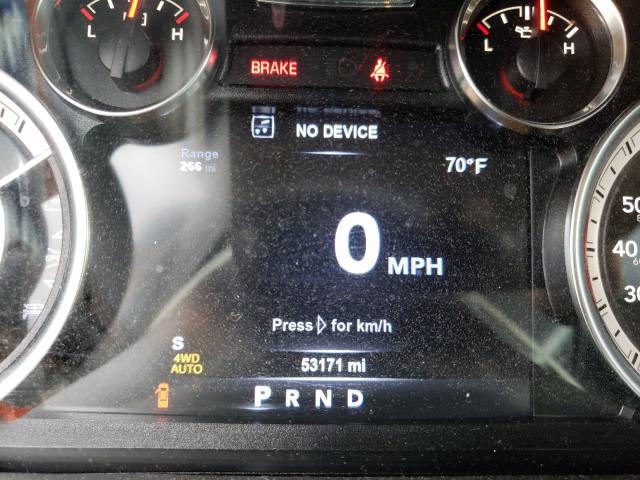 L H
L H
BRAKE
NO DEVICE
Range
266 mi
70°F
0 MPH
50
40
60
30
Press ▷ for km/h
S
4WD
AUTO
53171 mi
P R N D